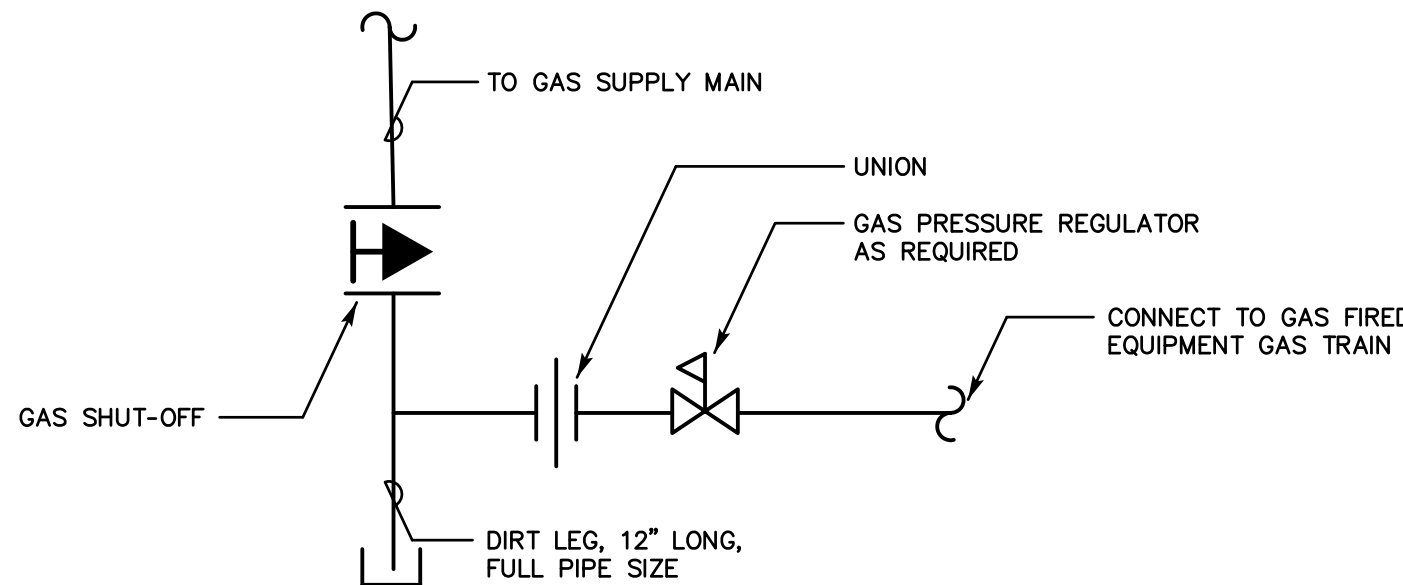 TO GAS SUPPLY MAIN
UNION
GAS PRESSURE REGULATOR
AS REQUIRED
CONNECT TO GAS FIRED
EQUIPMENT GAS TRAIN
GAS SHUT-OFF
DIRT LEG, 12” LONG,
FULL PIPE SIZE